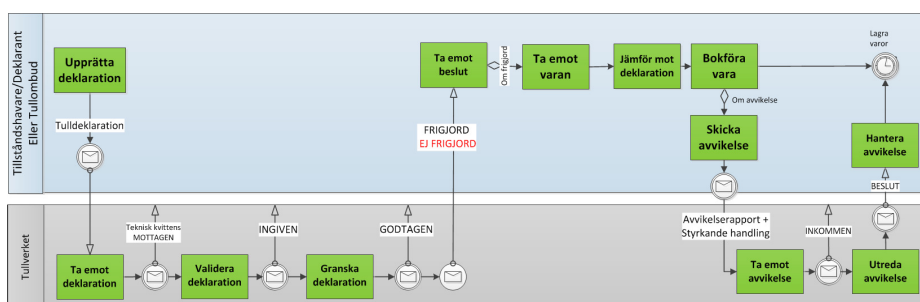 Tillståndshavare/Deklarant
Eller Tullombud
Upprätta
deklaration
Tulldeklaration
Ta emot
beslut
Om frigjord
Ta emot
varan
Jämför mot
deklaration
Bokföra
vara
Lagra
varor
Om avvikelse
Skicka
avvikelse
Hantera
avvikelse
FRIGJORD
EJ FRIGJORD
BESLUT
Tullverket
Teknisk kvittens
MOTTAGEN
INGIVEN
GODTAGEN
Avvikelserapport +
Styrkande handling
INKOMMEN
Ta emot
deklaration
Validera
deklaration
Granska
deklaration
Ta emot
avvikelse
Utreda
avvikelse